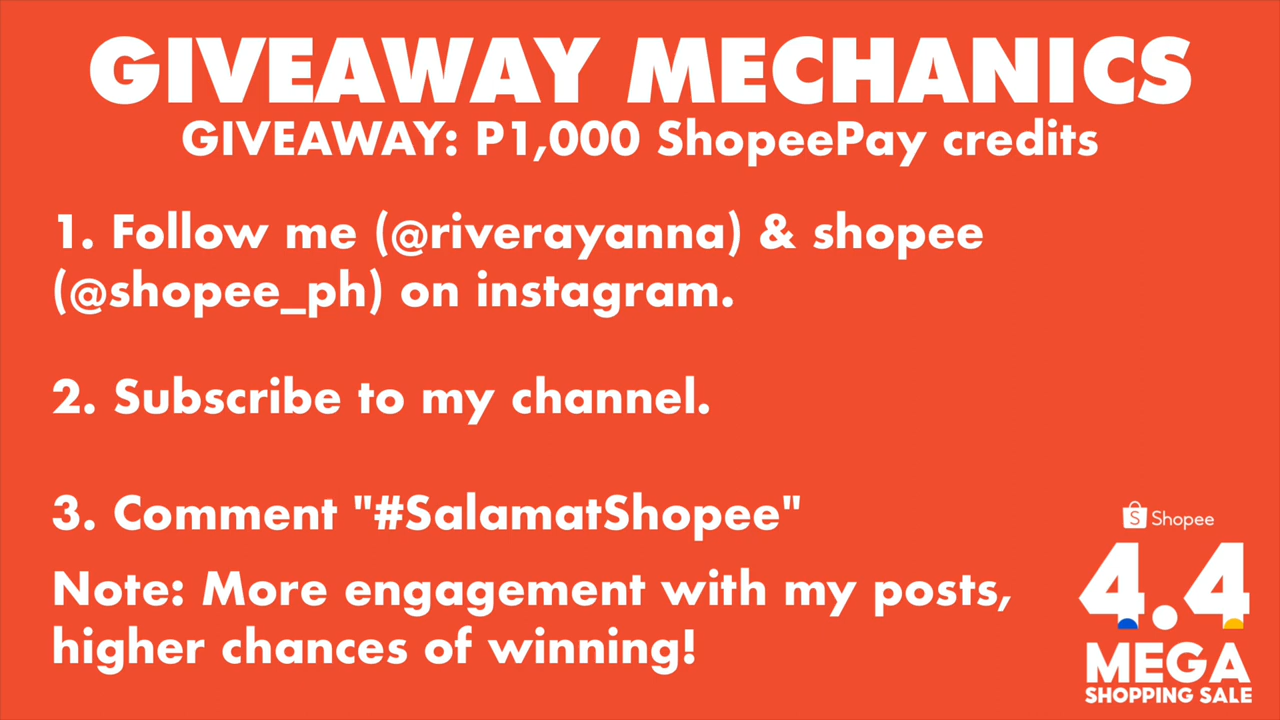 GIVEAWAY MECHANICS
GIVEAWAY: P1,000 ShopeePay credits
1. Follow me (@riverayanna) & shopee
(@shopee_ph) on instagram.
2. Subscribe to my channel.
3. Comment "#SalamatShopee"
Note: More engagement with my posts,
higher chances of winning!
S Shopee
4.4
MEGA
SHOPPING SALE